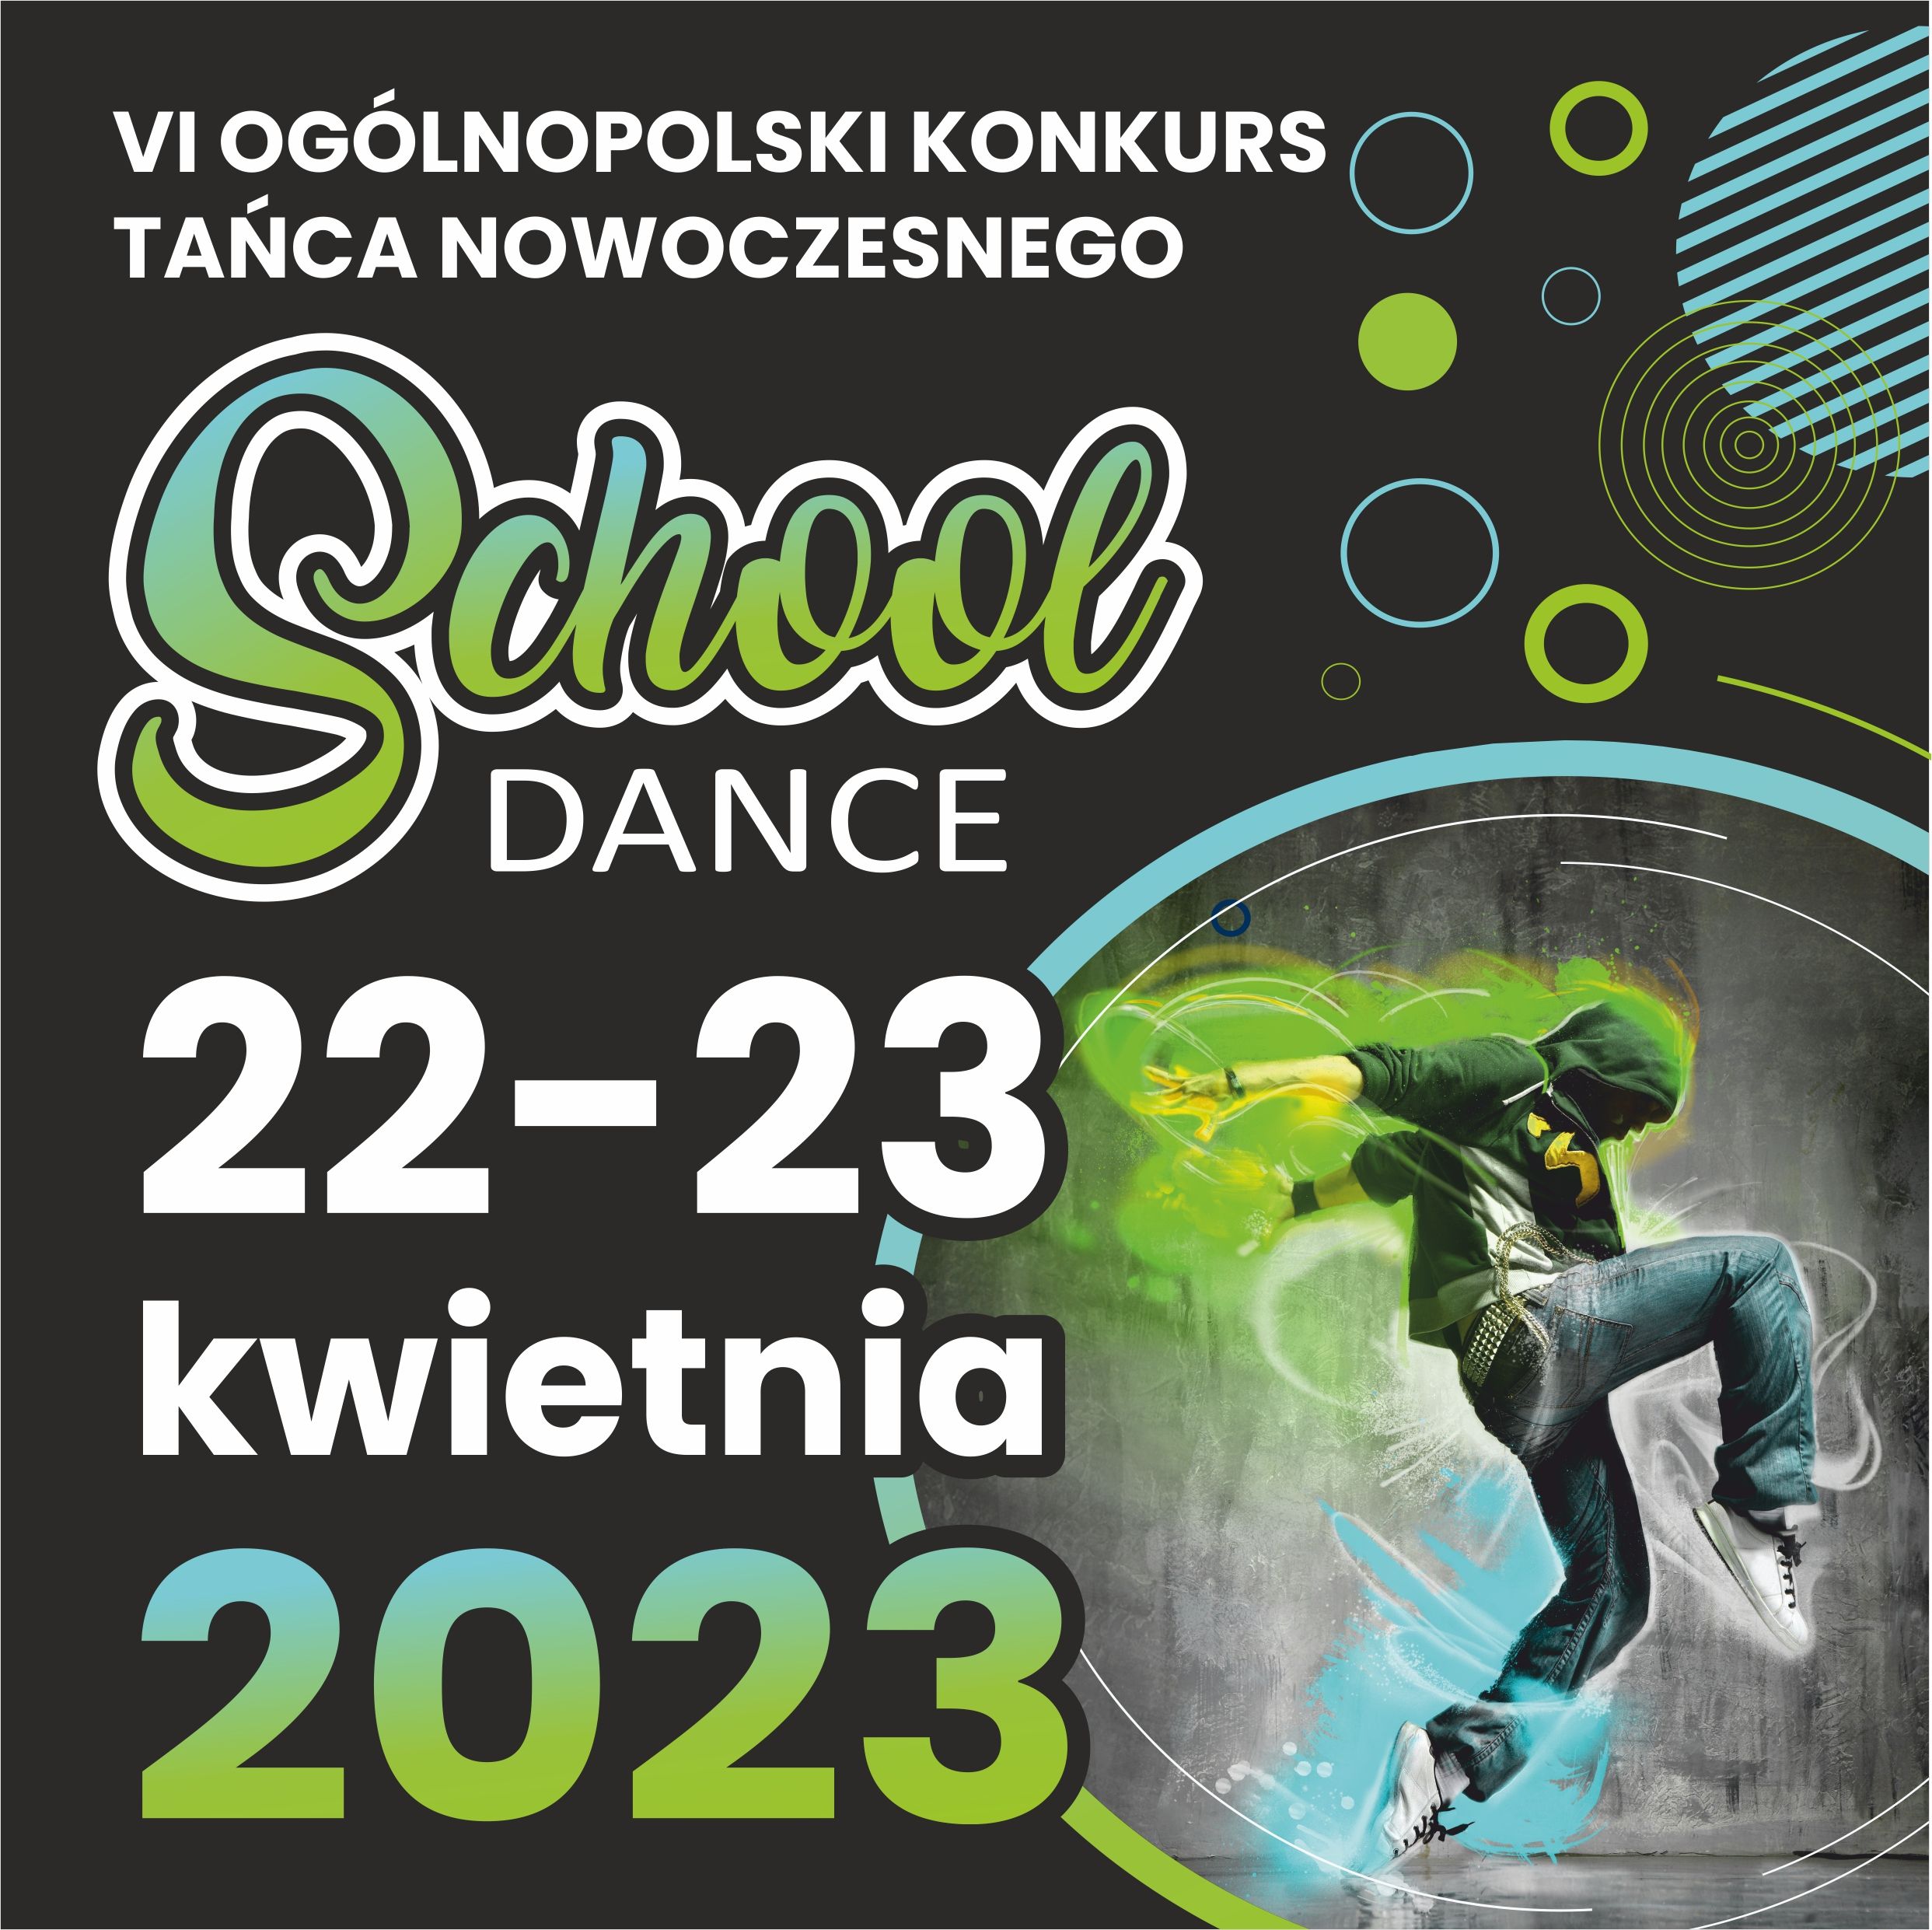 VI OGÓLNOPOLSKI KONKURS
TAŃCA NOWOCZESNEGO
School
DANCE
22–23
kwietnia
2023